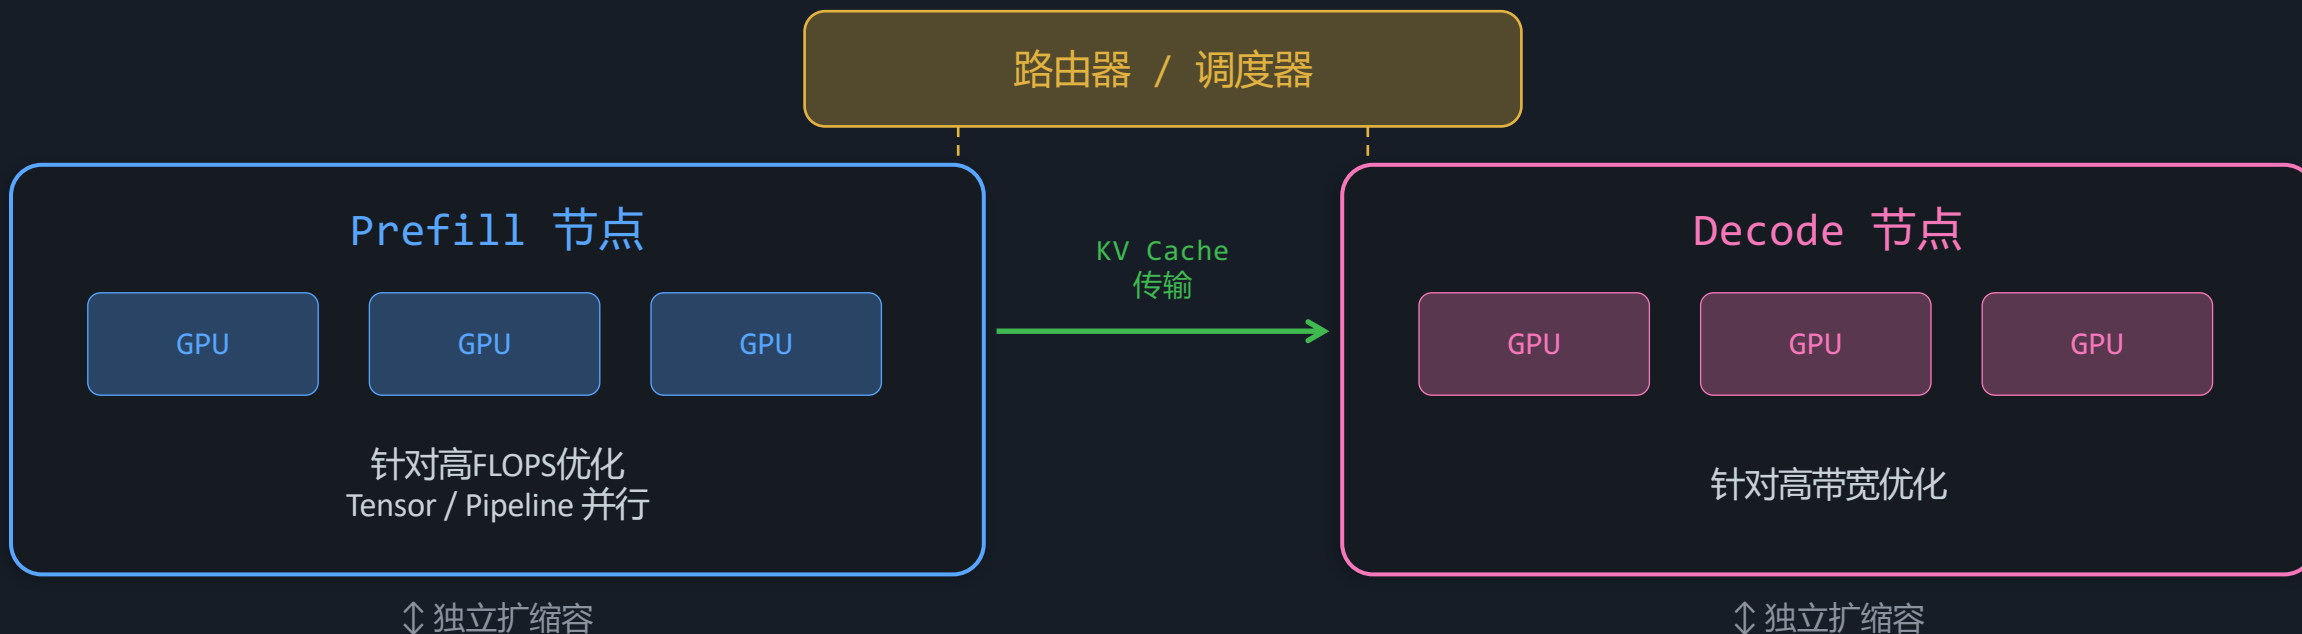 路由器 / 调度器
Prefill 节点
GPU
GPU
GPU
针对高FLOPS优化
Tensor / Pipeline 并行
↕ 独立扩缩容
KV Cache
传输
Decode 节点
GPU
GPU
GPU
针对高带宽优化
↕ 独立扩缩容